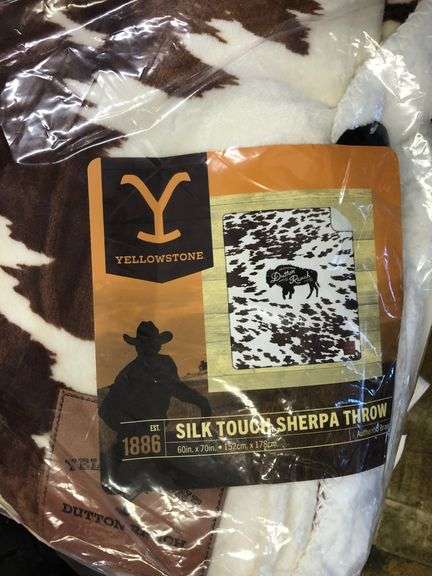 YELLOWSTONE
Dutton
Ranch
EST.
1886
SILK TOUCH SHERPA THROW
60in. x 70in. • 152cm. x 178cm.
DUTTON RANCH